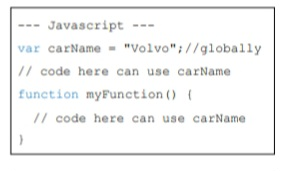 --- Javascript ---
var carName = "Volvo";//globally
// code here can use carName
function myFunction() {
// code here can use carName
}